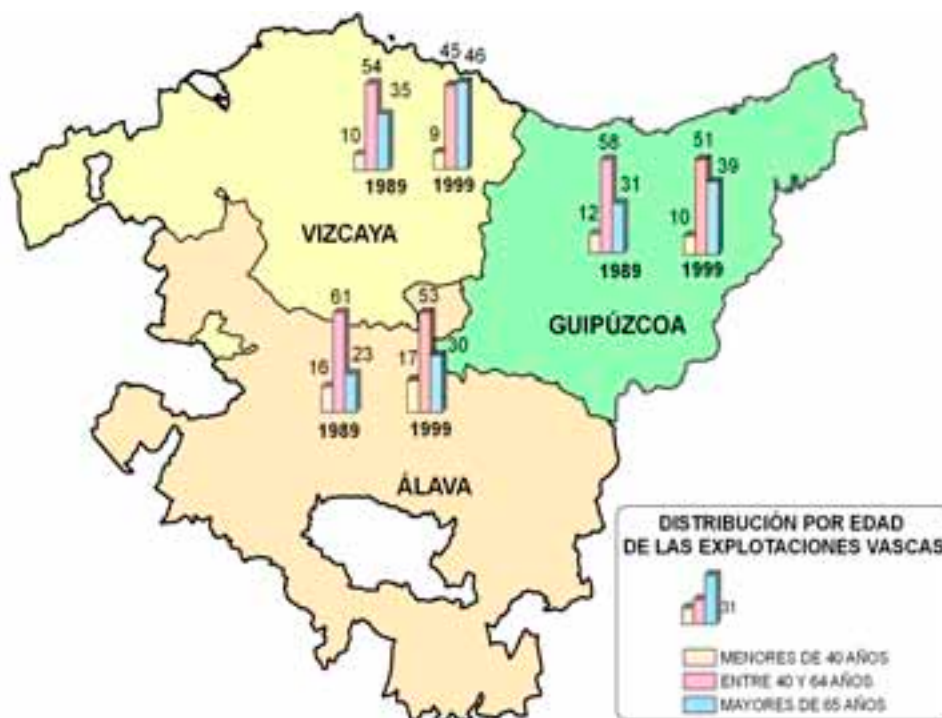 54
45 46
35
10
9
1989 1999
VIZCAYA
58
51
31
39
12
10
1989 1999
GUIPÚZCOA
61
53
16
23
17
30
1989 1999
ÁLAVA
DISTRIBUCIÓN POR EDAD
DE LAS EXPLOTACIONES VASCAS
31
MENORES DE 40 AÑOS
ENTRE 40 Y 64 AÑOS
MAYORES DE 65 AÑOS